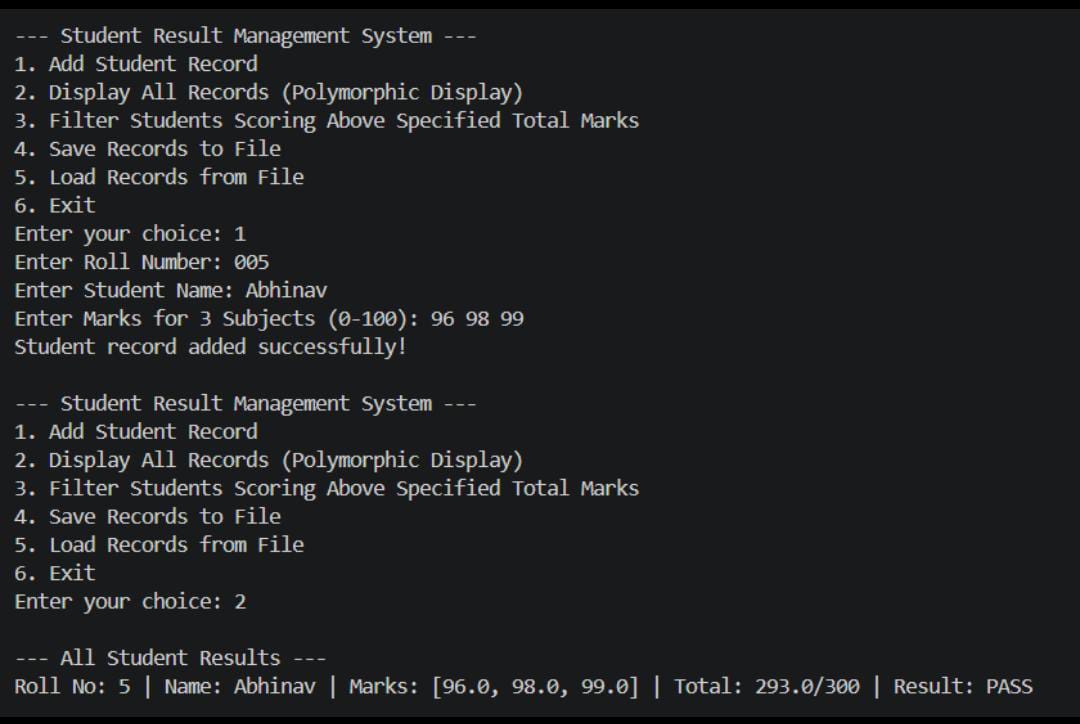 --- Student Result Management System ---
1. Add Student Record
2. Display All Records (Polymorphic Display)
3. Filter Students Scoring Above Specified Total Marks
4. Save Records to File
5. Load Records from File
6. Exit
Enter your choice: 1
Enter Roll Number: 005
Enter Student Name: Abhinav
Enter Marks for 3 Subjects (0-100): 96 98 99
Student record added successfully!
--- Student Result Management System ---
1. Add Student Record
2. Display All Records (Polymorphic Display)
3. Filter Students Scoring Above Specified Total Marks
4. Save Records to File
5. Load Records from File
6. Exit
Enter your choice: 2
--- All Student Results ---
Roll No: 5 | Name: Abhinav | Marks: [96.0, 98.0, 99.0] | Total: 293.0/300 | Result: PASS